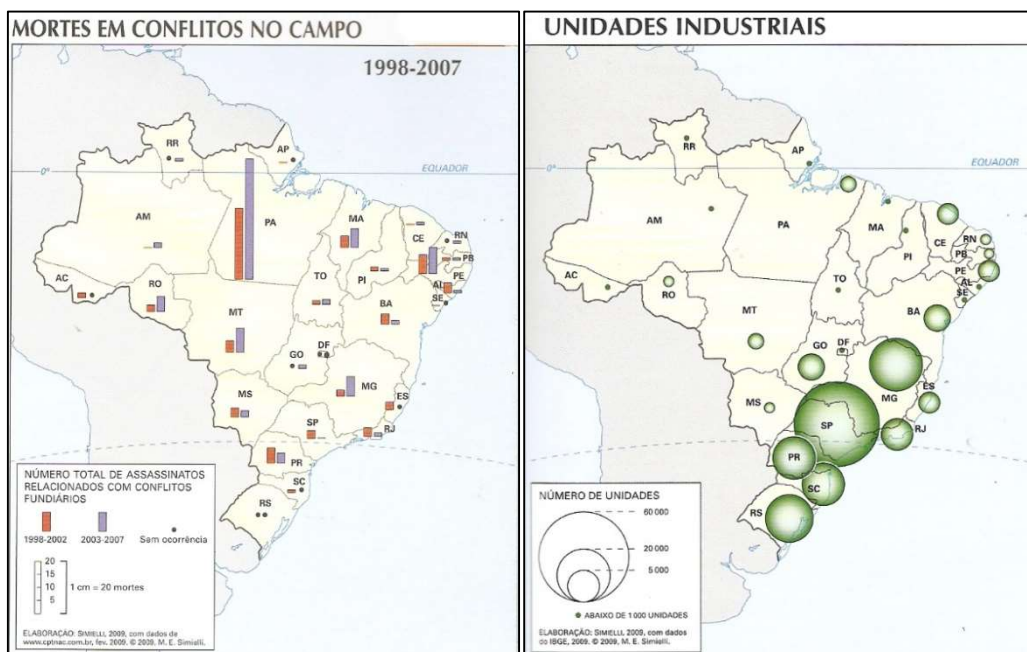 MORTES EM CONFLITOS NO CAMPO
1998-2007
RR
AP
0°
EQUADOR
AM
PA
MA
CE
RN
PB
PE
AL
SE
PI
AC
RO
TO
BA
MT
GO
DF
MG
ES
MS
SP
RJ
PR
SC
RS
NÚMERO TOTAL DE ASSASSINATOS
RELACIONADOS COM CONFLITOS
FUNDIÁRIOS
1998-2002
2003-2007
Sem ocorrência
20
15
10
5
1 cm = 20 mortes
ELABORAÇÃO: SIMIELLI, 2009, com dados de
www.cptnac.com.br, fev. 2009. © 2009, M. E. Simielli.
UNIDADES INDUSTRIAIS
RR
AP
0°
EQUADOR
AM
PA
MA
CE
RN
PB
PE
AL
SE
PI
AC
RO
TO
BA
MT
GO
DF
MG
ES
MS
SP
RJ
PR
SC
RS
NÚMERO DE UNIDADES
60 000
20 000
5 000
ABAIXO DE 1 000 UNIDADES
ELABORAÇÃO: SIMIELLI, 2009, com dados
do IBGE, 2009. © 2009, M. E. Simielli.